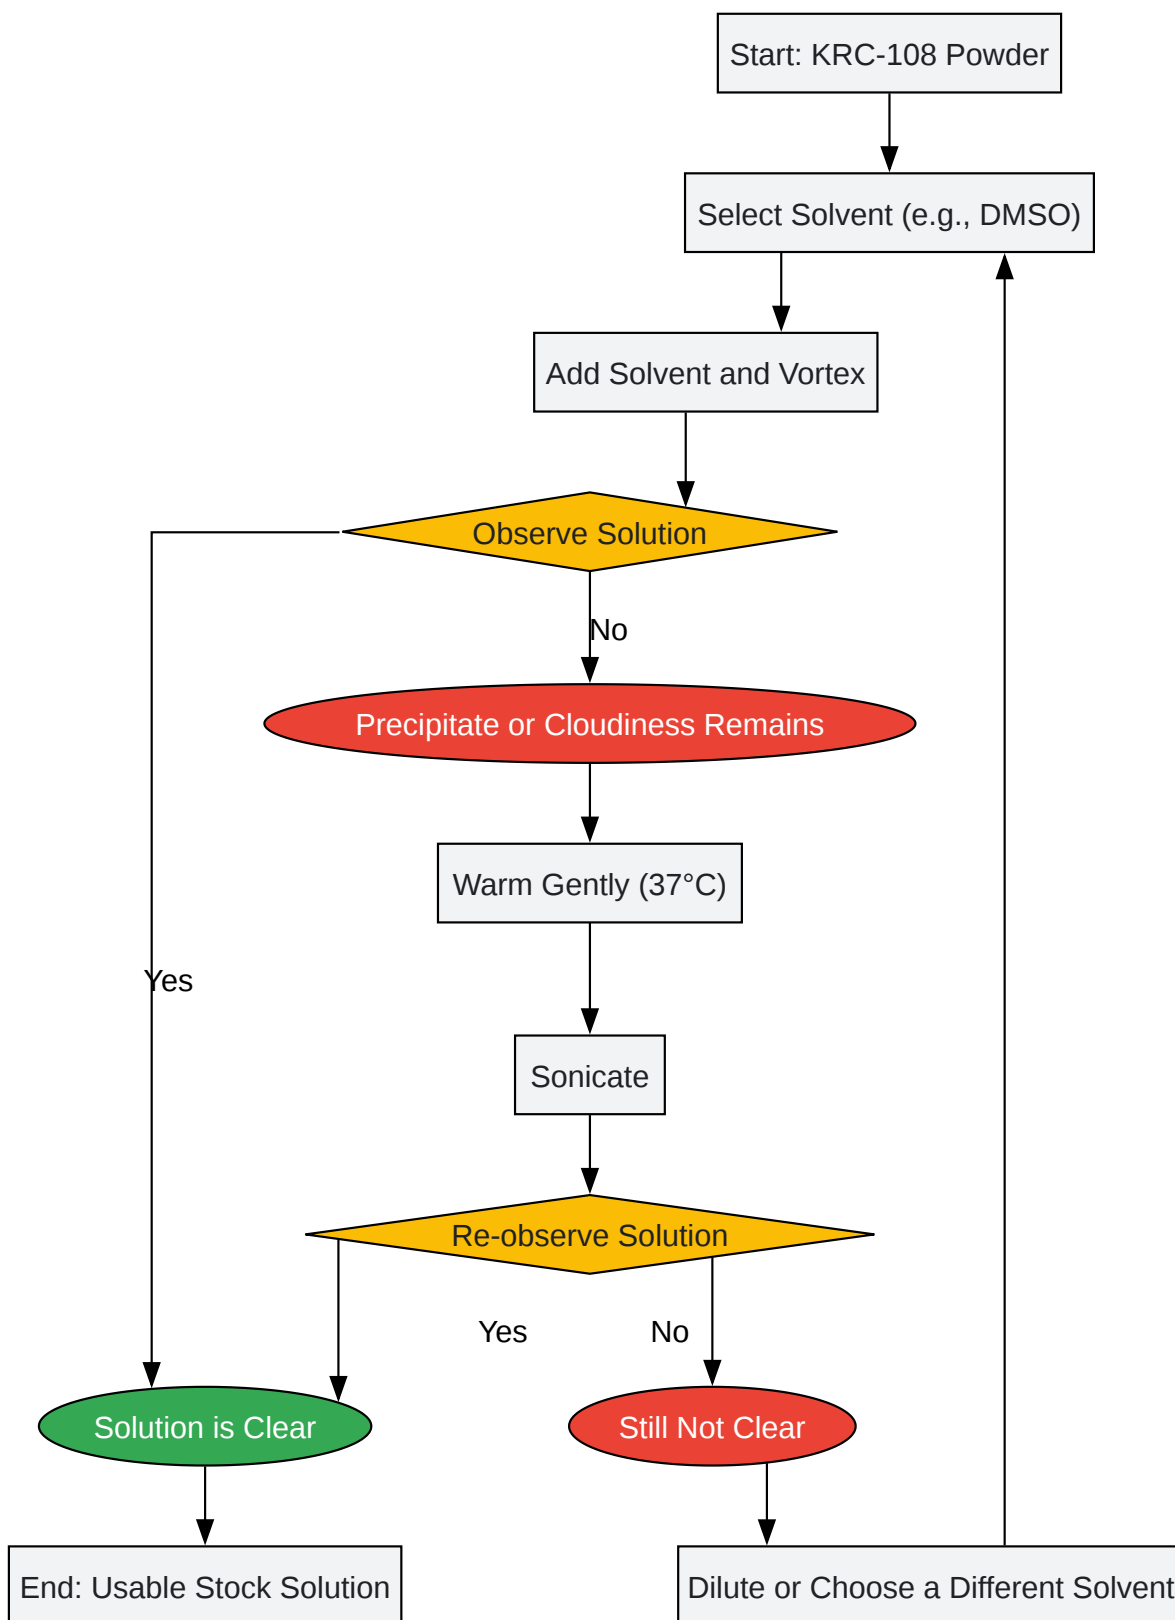 Start: KRC-108 Powder
Select Solvent (e.g., DMSO)
Add Solvent and Vortex
Observe Solution
No
Precipitate or Cloudiness Remains
Warm Gently (37°C)
Yes
Sonicate
Re-observe Solution
Yes
No
Solution is Clear
Still Not Clear
End: Usable Stock Solution
Dilute or Choose a Different Solvent